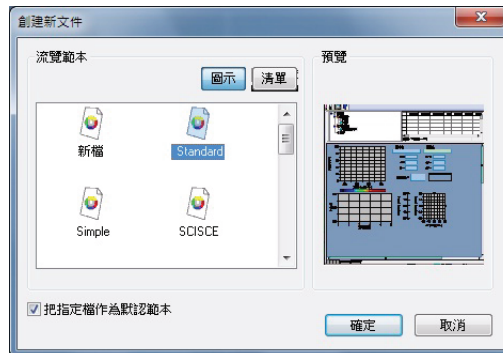 創建新文件
流覽範本
預覽
圖示
清單
新檔
Standard
Simple
SCISCE
把指定檔作為默認範本
確定
取消